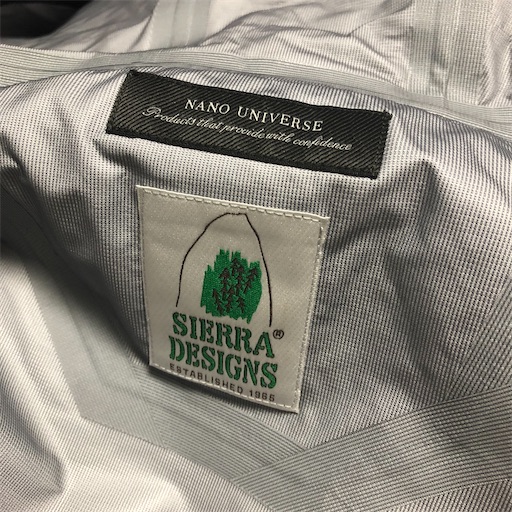 NANO UNIVERSE
Products that provide with confidence
SIERRA®
DESIGNS
ESTABLISHED 1965